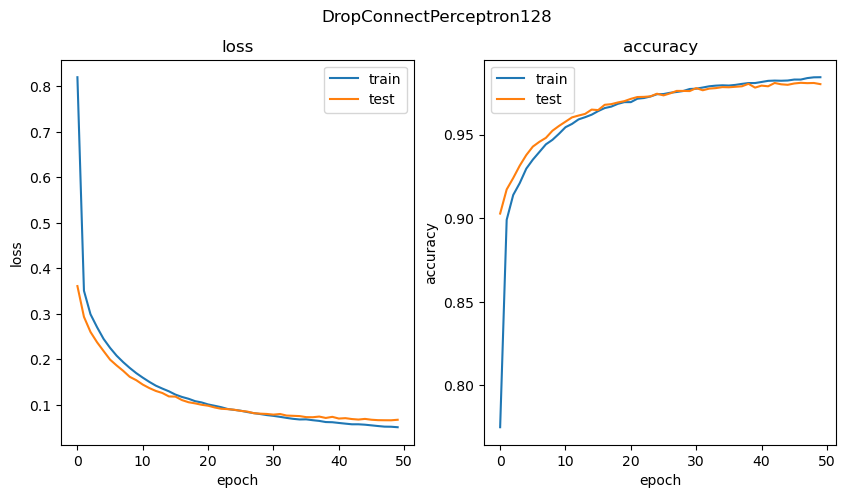 DropConnectPerceptron128
loss
train
test
0.8
0.7
0.6
0.5
0.4
0.3
0.2
0.1
loss
0 10 20 30 40 50
epoch
accuracy
train
test
0.95
0.90
0.85
0.80
accuracy
0 10 20 30 40 50
epoch